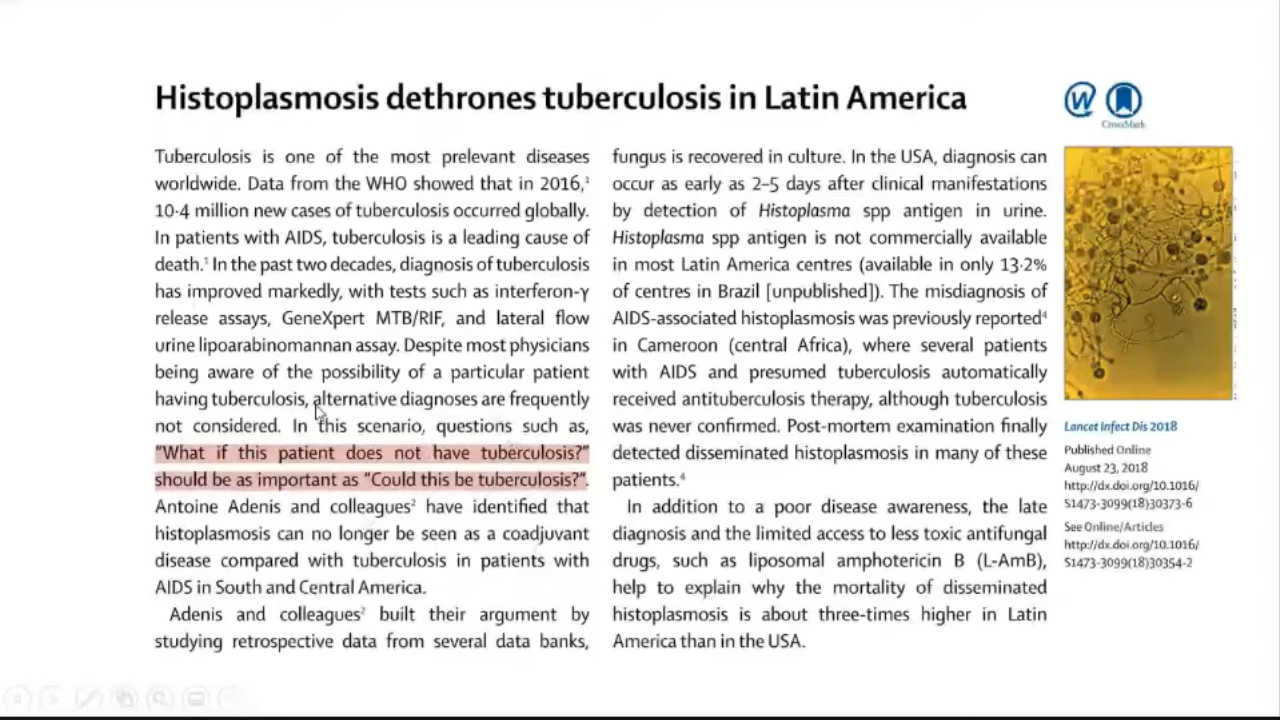 Histoplasmosis dethrones tuberculosis in Latin America
Tuberculosis is one of the most prelevant diseases
worldwide. Data from the WHO showed that in 2016,¹
10·4 million new cases of tuberculosis occurred globally.
In patients with AIDS, tuberculosis is a leading cause of
death.¹ In the past two decades, diagnosis of tuberculosis
has improved markedly, with tests such as interferon-γ
release assays, GeneXpert MTB/RIF, and lateral flow
urine lipoarabinomannan assay. Despite most physicians
being aware of the possibility of a particular patient
having tuberculosis, alternative diagnoses are frequently
not considered. In this scenario, questions such as,
“What if this patient does not have tuberculosis?”
should be as important as “Could this be tuberculosis?”.
Antoine Adenis and colleagues² have identified that
histoplasmosis can no longer be seen as a coadjuvant
disease compared with tuberculosis in patients with
AIDS in South and Central America.
Adenis and colleagues² built their argument by
studying retrospective data from several data banks,
fungus is recovered in culture. In the USA, diagnosis can
occur as early as 2–5 days after clinical manifestations
by detection of Histoplasma spp antigen in urine.
Histoplasma spp antigen is not commercially available
in most Latin America centres (available in only 13·2%
of centres in Brazil [unpublished]). The misdiagnosis of
AIDS-associated histoplasmosis was previously reported⁴
in Cameroon (central Africa), where several patients
with AIDS and presumed tuberculosis automatically
received antituberculosis therapy, although tuberculosis
was never confirmed. Post-mortem examination finally
detected disseminated histoplasmosis in many of these
patients.⁴
In addition to a poor disease awareness, the late
diagnosis and the limited access to less toxic antifungal
drugs, such as liposomal amphotericin B (L-AmB),
help to explain why the mortality of disseminated
histoplasmosis is about three-times higher in Latin
America than in the USA.
W
CrossMark
Lancet Infect Dis 2018
Published Online
August 23, 2018
http://dx.doi.org/10.1016/
S1473-3099(18)30373-6
See Online/Articles
http://dx.doi.org/10.1016/
S1473-3099(18)30354-2